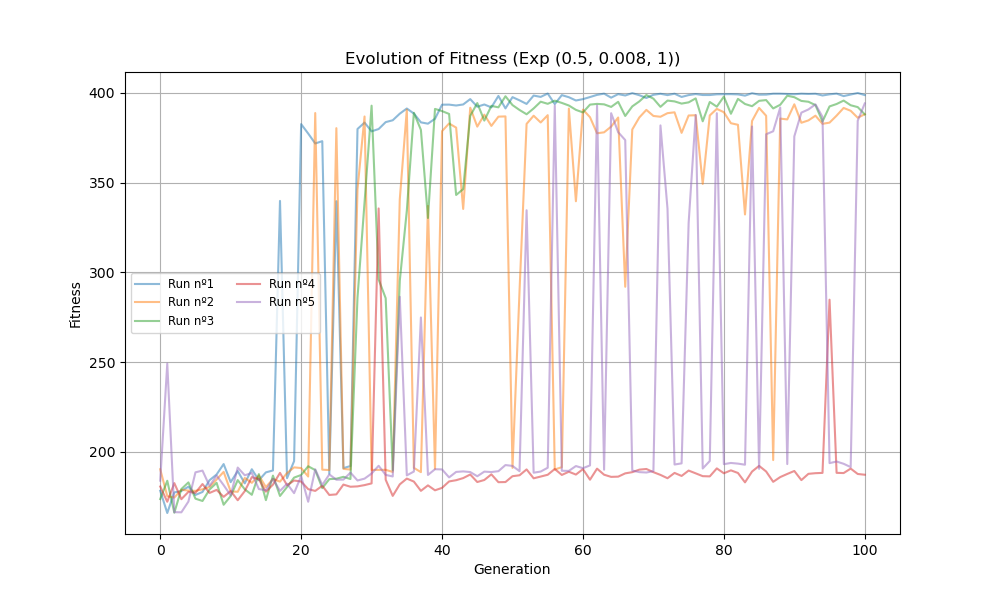 Evolution of Fitness (Exp (0.5, 0.008, 1))
400
350
300
250
200
Fitness
Run nº1
Run nº2
Run nº3
Run nº4
Run nº5
0 20 40 60 80 100
Generation